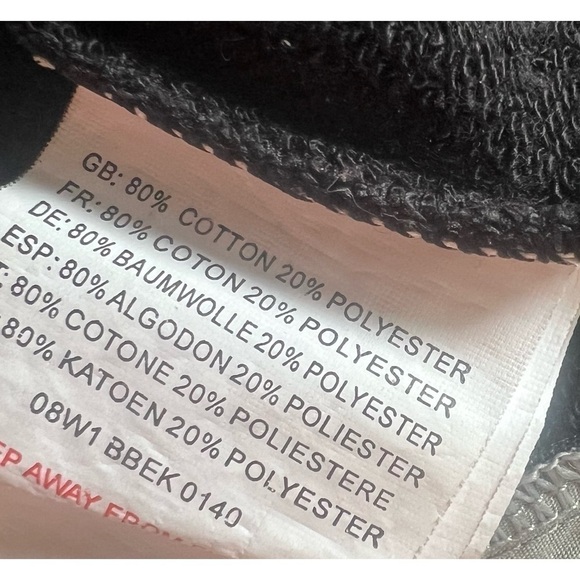 GB: 80% COTTON 20% POLYESTER
FR: 80% COTON 20% POLYESTER
DE: 80% BAUMWOLLE 20% POLYESTER
ESP: 80% ALGODON 20% POLIESTER
80% COTONE 20% POLIESTERE
80% KATOEN 20% POLYESTER
08W1 BBEK 0140
AWAY